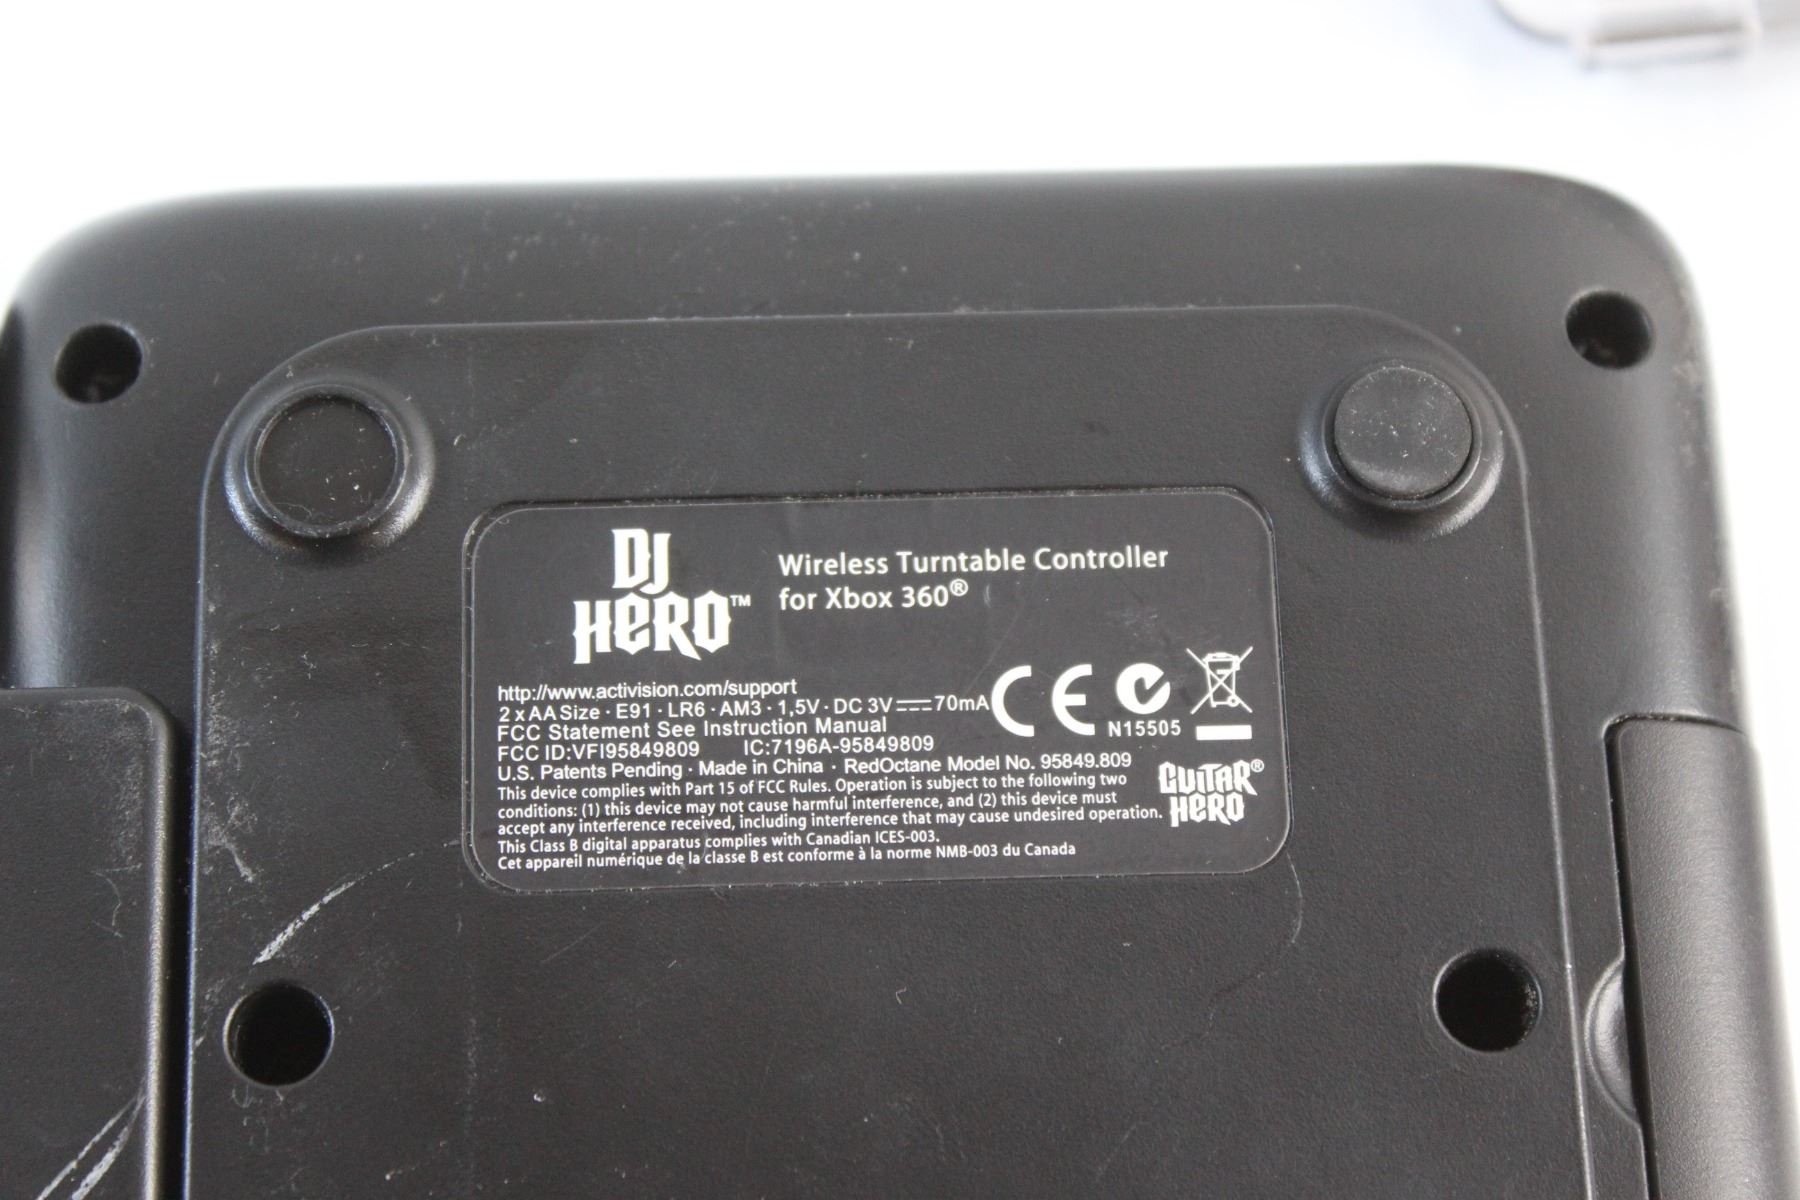 DJ
HERO™
Wireless Turntable Controller
for Xbox 360®
http://www.activision.com/support
2 x AA Size · E91 · LR6 · AM3 · 1,5V · DC 3V ⎓ 70mA
CE
N15505
FCC Statement See Instruction Manual
FCC ID:VFI95849809 IC:7196A-95849809
U.S. Patents Pending · Made in China · RedOctane Model No. 95849.809
This device complies with Part 15 of FCC Rules. Operation is subject to the following two
conditions: (1) this device may not cause harmful interference, and (2) this device must
accept any interference received, including interference that may cause undesired operation.
This Class B digital apparatus complies with Canadian ICES-003.
Cet appareil numérique de la classe B est conforme à la norme NMB-003 du Canada
GUITAR®
HERO